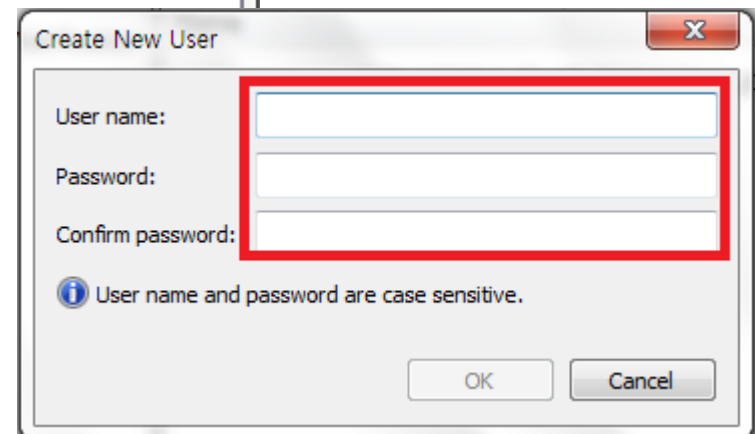 Create New User
User name:
Password:
Confirm password:
User name and password are case sensitive.
OK
Cancel